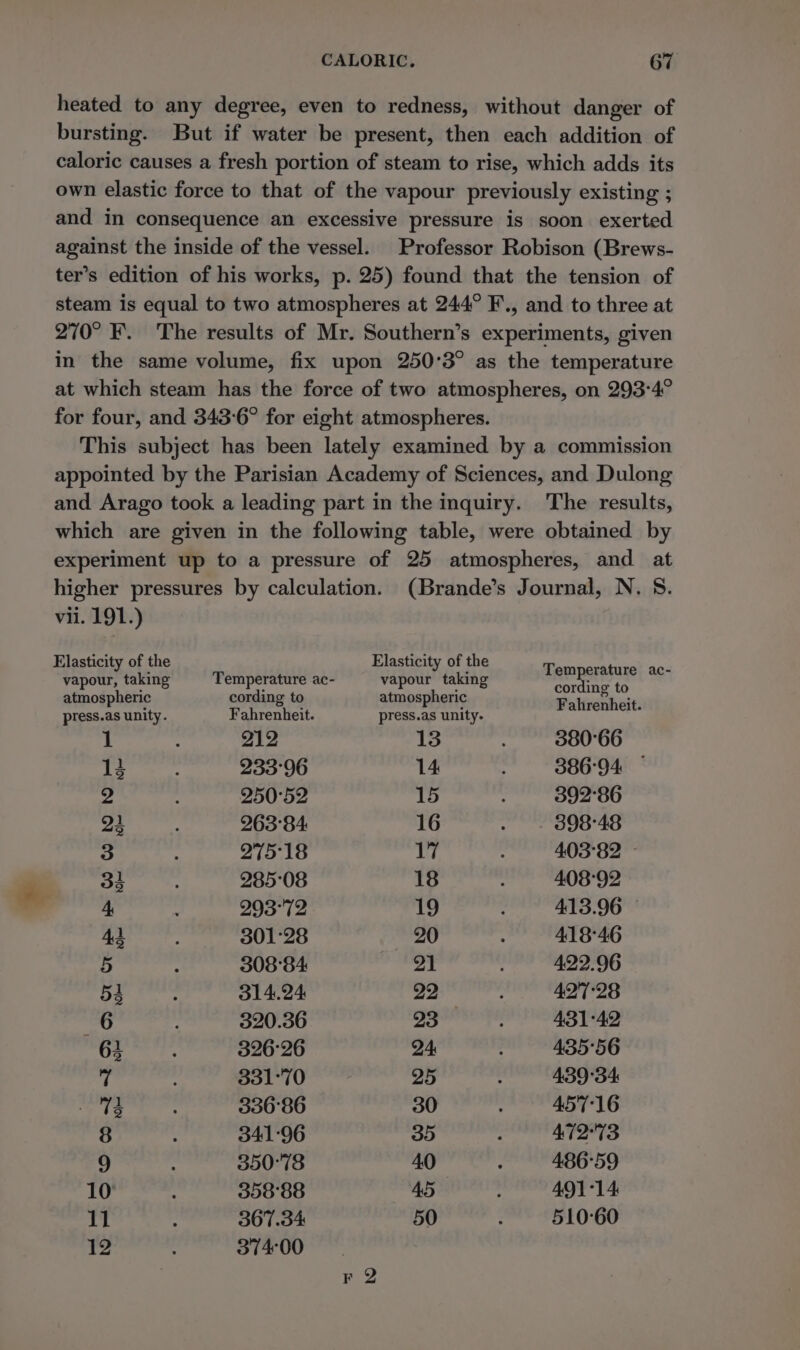 CALORIC. 67
heated to any degree, even to redness, without danger of
bursting. But if water be present, then each addition of
caloric causes a fresh portion of steam to rise, which adds its
own elastic force to that of the vapour previously existing ;
and in consequence an excessive pressure is soon exerted
against the inside of the vessel. Professor Robison (Brews-
ter's edition of his works, p. 25) found that the tension of
steam is equal to two atmospheres at 244° F., and to three at
270° F. The results of Mr. Southern's experiments, given
in the same volume, fix upon 250·3° as the temperature
at which steam has the force of two atmospheres, on 293·4°
for four, and 343·6° for eight atmospheres.
This subject has been lately examined by a commission
appointed by the Parisian Academy of Sciences, and Dulong
and Arago took a leading part in the inquiry. The results,
which are given in the following table, were obtained by
experiment up to a pressure of 25 atmospheres, and at
higher pressures by calculation. (Brande's Journal, N. S.
vii. 191.)
Elasticity of the vapour, taking atmospheric press.as unity. Temperature ac- cording to Fahrenheit. Elasticity of the vapour taking atmospheric press.as unity. Temperature ac- cording to Fahrenheit.
1 . 212 13 . 380·66
1½ . 233·96 14 . 386·94
2 . 250·52 15 . 392·86
2½ . 263·84 16 . 398·48
3 . 275·18 17 . 403·82
3½ . 285·08 18 . 408·92
4 . 293·72 19 . 413.96
4½ . 301·28 20 . 418·46
5 . 308·84 21 . 422.96
5½ . 314.24 22 . 427·28
6 . 320.36 23 . 431·42
6½ . 326·26 24 . 435·56
7 . 331·70 25 . 439·34
7½ . 336·86 30 . 457·16
8 . 341·96 35 . 472·73
9 . 350·78 40 . 486·59
10 . 358·88 45 . 491·14
11 . 367.34 50 . 510·60
12 . 374·00
F 2